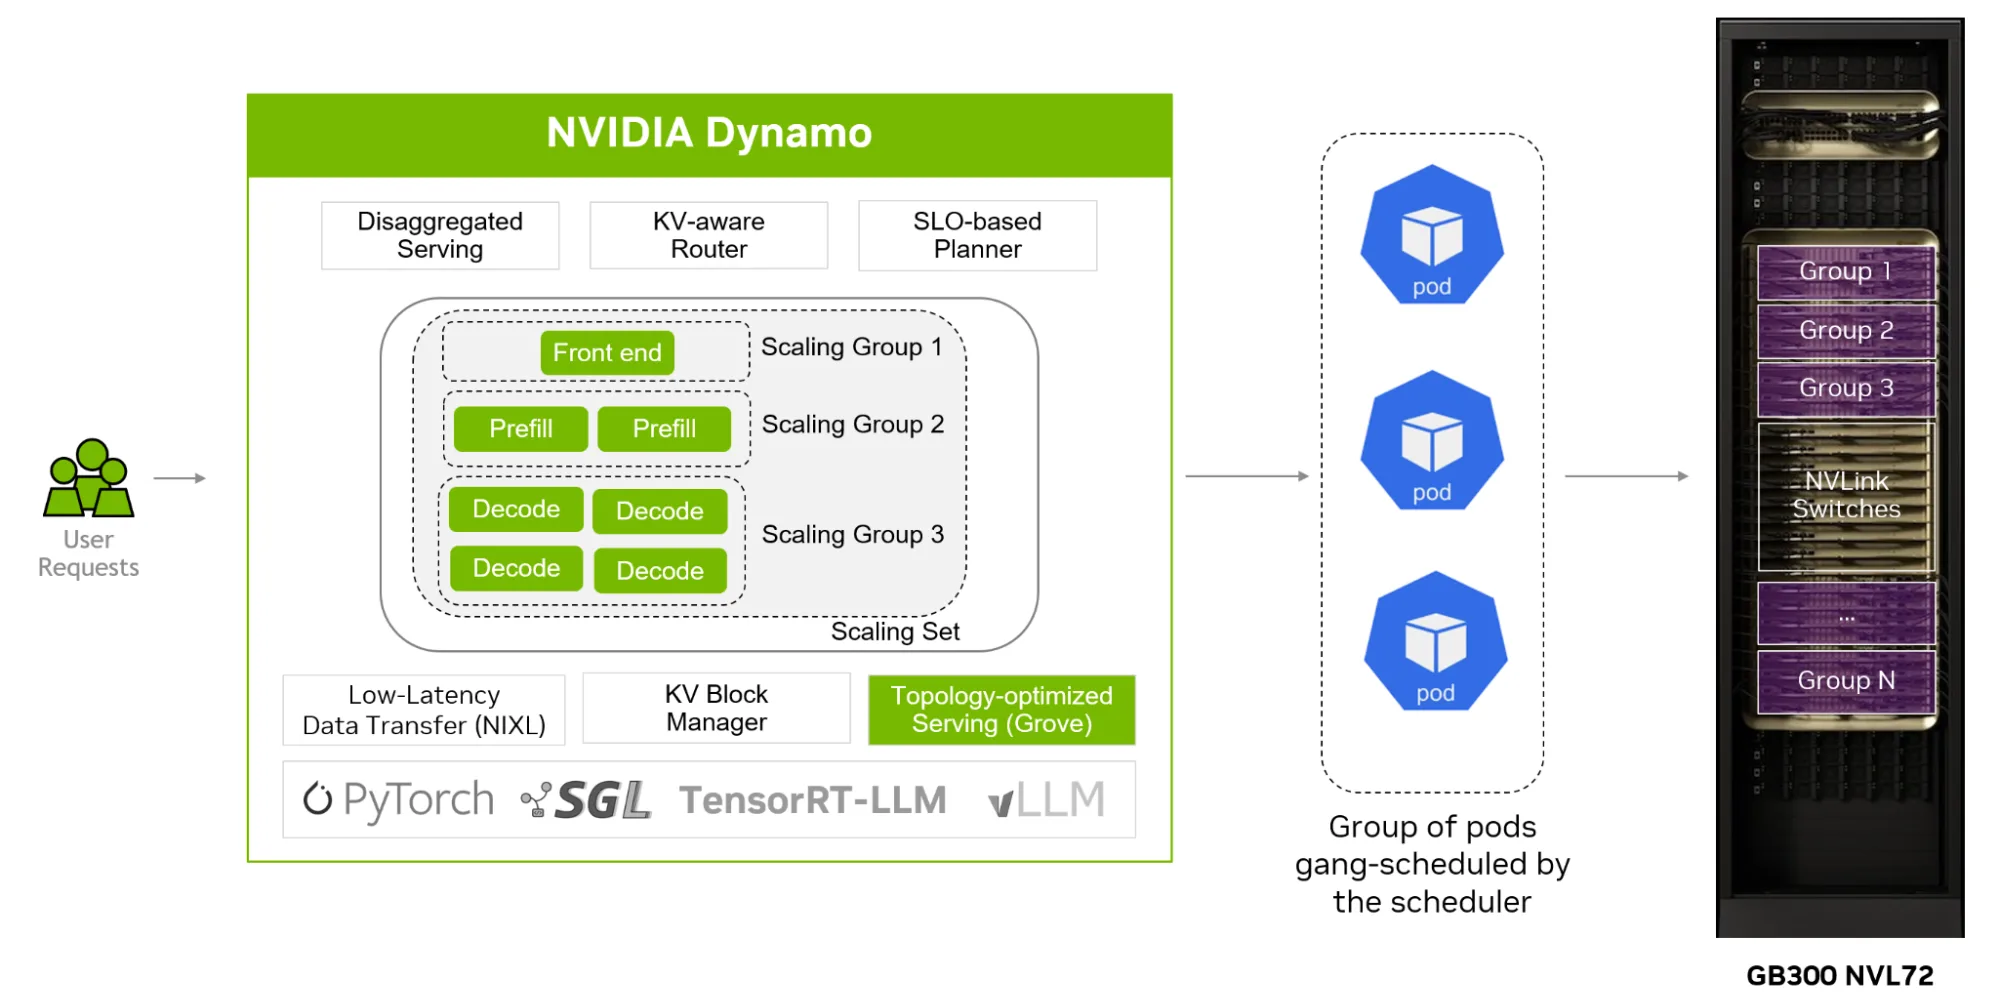 NVIDIA Dynamo
Disaggregated
Serving
KV-aware
Router
SLO-based
Planner
Front end
Scaling Group 1
Prefill
Prefill
Scaling Group 2
Decode
Decode
Decode
Decode
Scaling Group 3
Scaling Set
Low-Latency
Data Transfer (NIXL)
KV Block
Manager
Topology-optimized
Serving (Grove)
PyTorch
SGL
TensorRT-LLM
vLLM
User
Requests
pod
pod
pod
Group of pods
gang-scheduled by
the scheduler
Group 1
Group 2
Group 3
NVLink
Switches
...
Group N
GB300 NVL72